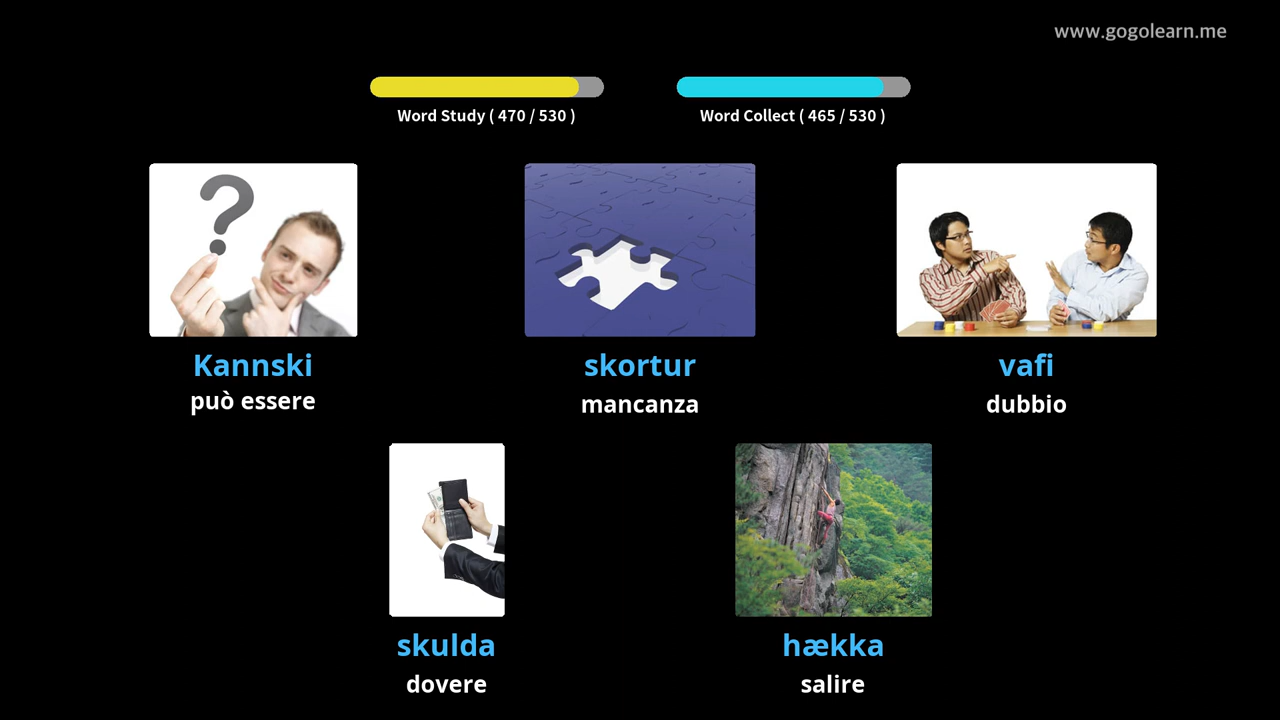 www.gogolearn.me
Word Study ( 470 / 530 )
Word Collect ( 465 / 530 )
Kannski
può essere
skortur
mancanza
vafi
dubbio
skulda
dovere
hækka
salire